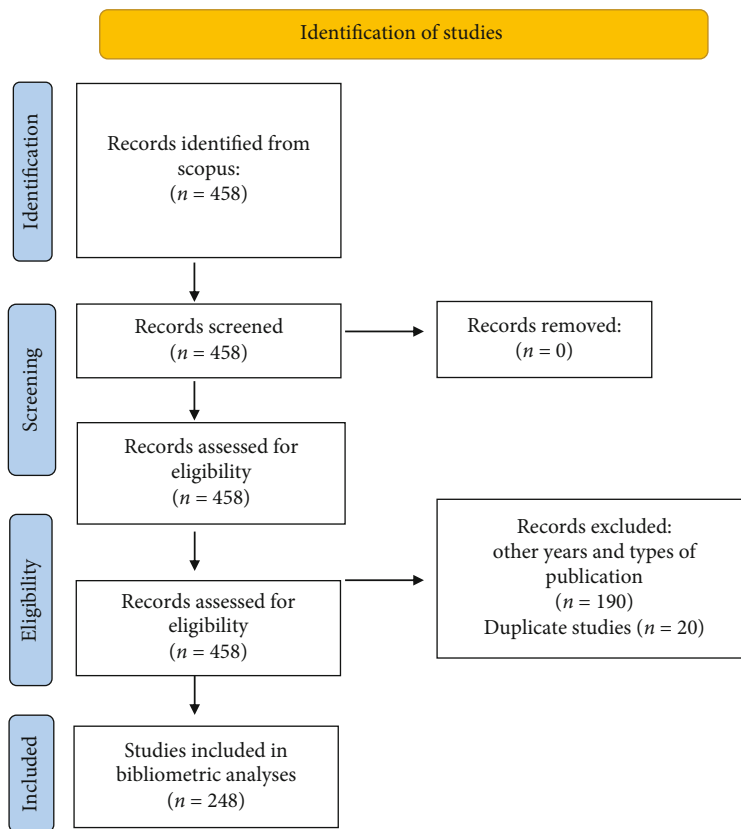 Identification of studies
Identification
Records identified from
scopus:
(n = 458)
Screening
Records screened
(n = 458)
Records removed:
(n = 0)
Records assessed for
eligibility
(n = 458)
Eligibility
Records assessed for
eligibility
(n = 458)
Records excluded:
other years and types of
publication
(n = 190)
Duplicate studies (n = 20)
Included
Studies included in
bibliometric analyses
(n = 248)